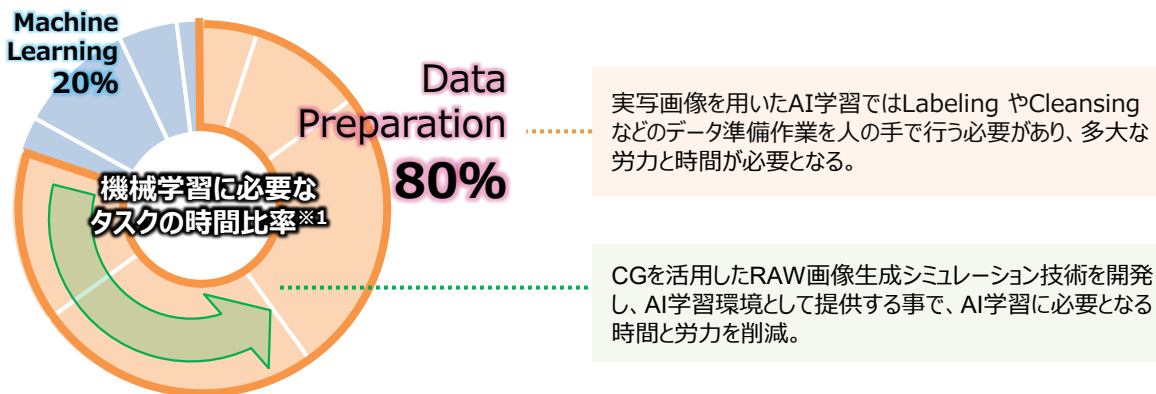 Machine
Learning
20%
Data
Preparation
80%
機械学習に必要な
タスクの時間比率※1
実写画像を用いたAI学習ではLabeling やCleansing
などのデータ準備作業を人の手で行う必要があり、多大な
労力と時間が必要となる。
CGを活用したRAW画像生成シミュレーション技術を開発
し、AI学習環境として提供する事で、AI学習に必要となる
時間と労力を削減。